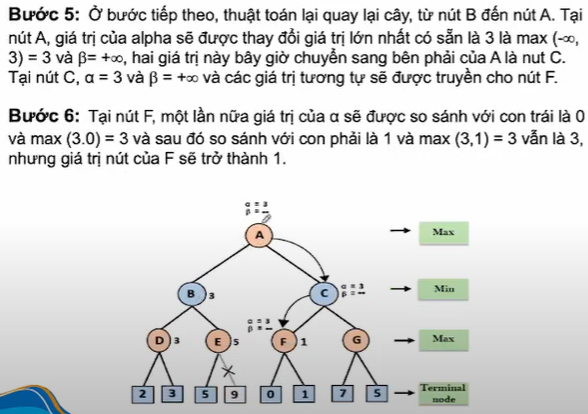 Bước 5: Ở bước tiếp theo, thuật toán lại quay lại cây, từ nút B đến nút A. Tại
nút A, giá trị của alpha sẽ được thay đổi giá trị lớn nhất có sẵn là 3 là max (-∞,
3) = 3 và β= +∞, hai giá trị này bây giờ chuyển sang bên phải của A là nut C.
Tại nút C, α = 3 và β = +∞ và các giá trị tương tự sẽ được truyền cho nút F.
Bước 6: Tại nút F, một lần nữa giá trị của α sẽ được so sánh với con trái là 0
và max (3.0) = 3 và sau đó so sánh với con phải là 1 và max (3,1) = 3 vẫn là 3,
nhưng giá trị nút của F sẽ trở thành 1.
α = 3
β =
A
Max
B 3
C
α = 3
β =
Min
α = 3
β =
D 3
E 5
F 1
G
Max
2 3 5 9 0 1 7 5
Terminal
node